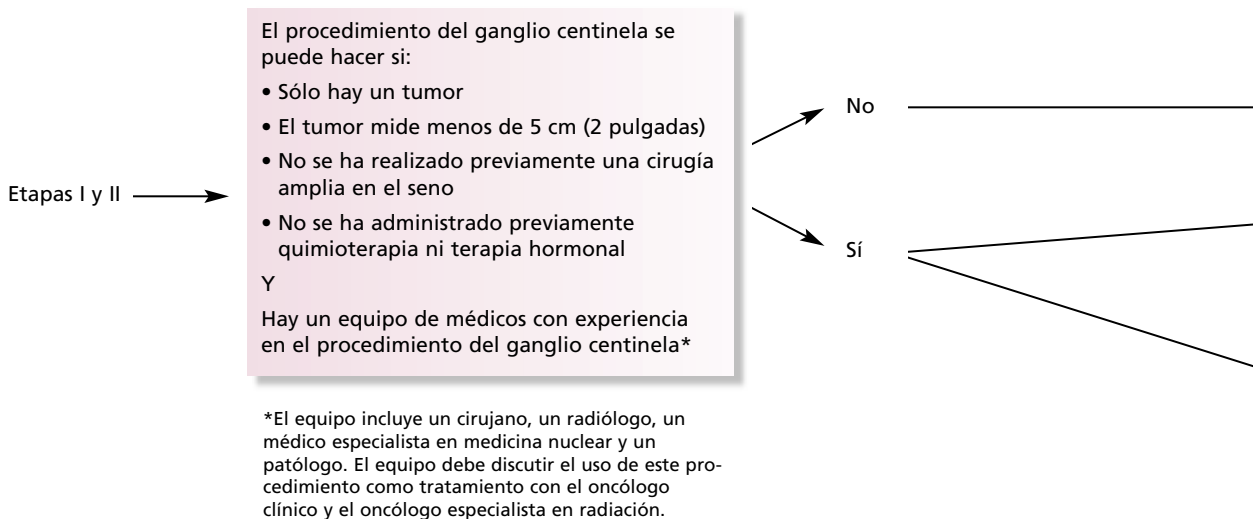 El procedimiento del ganglio centinela se
puede hacer si:
• Sólo hay un tumor
• El tumor mide menos de 5 cm (2 pulgadas)
• No se ha realizado previamente una cirugía
amplia en el seno
• No se ha administrado previamente
quimioterapia ni terapia hormonal
Y
Hay un equipo de médicos con experiencia
en el procedimiento del ganglio centinela*
Etapas I y II
No
Sí
*El equipo incluye un cirujano, un radiólogo, un
médico especialista en medicina nuclear y un
patólogo. El equipo debe discutir el uso de este pro-
cedimiento como tratamiento con el oncólogo
clínico y el oncólogo especialista en radiación.